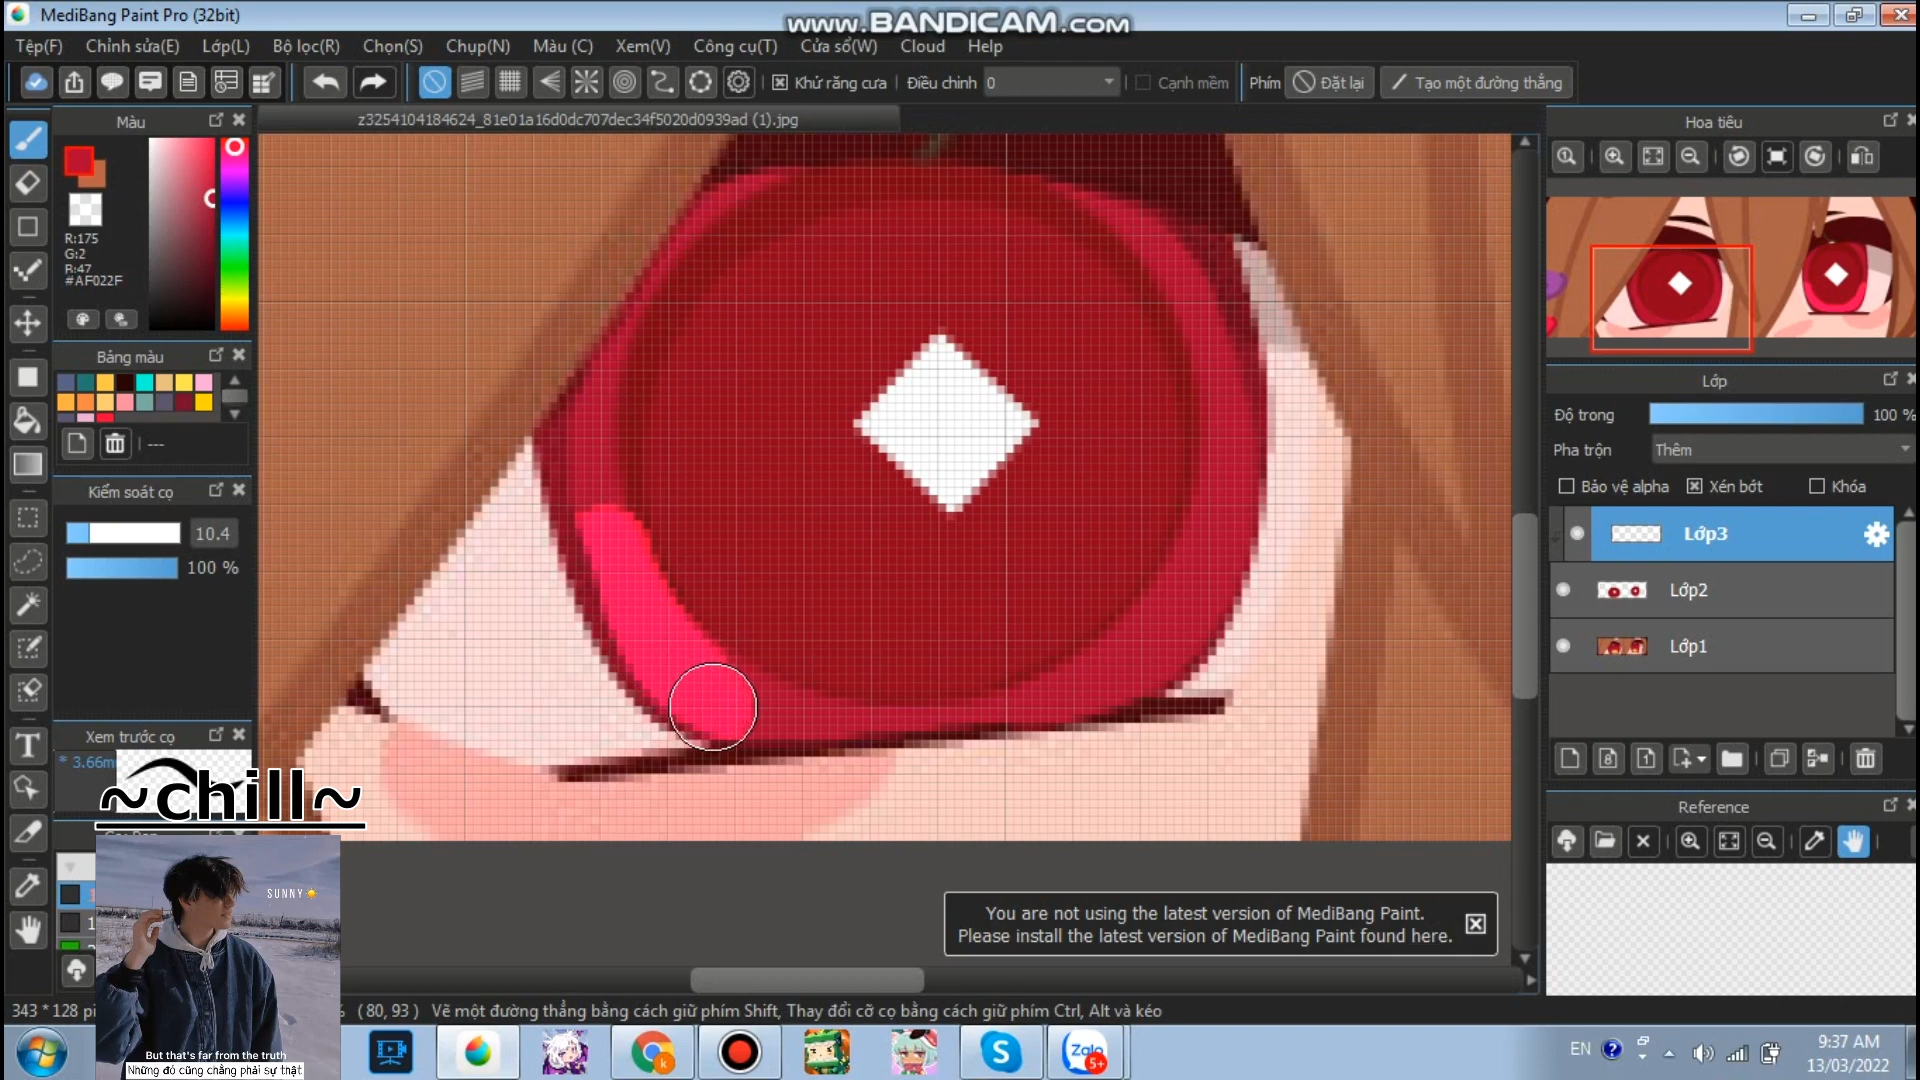 MediBang Paint Pro (32bit)
www.BANDICAM.com
Tệp(F) Chỉnh sửa(E) Lớp(L) Bộ lọc(R) Chọn(S) Chụp(N) Màu (C) Xem(V) Công cụ(T) Cửa sổ(W) Cloud Help
Khử răng cưa Điều chỉnh 0 Cạnh mềm Phím Đặt lại Tạo một đường thẳng
Màu
z3254104184624_81e01a16d0dc707dec34f5020d0939ad (1).jpg
Hoa tiêu
R:175
G:2
B:47
#AF022F
Bảng màu
---
Kiểm soát cọ
10.4
100 %
Lớp
Độ trong 100 %
Pha trộn Thêm
Bảo vệ alpha Xén bớt Khóa
Lớp3
Lớp2
Lớp1
Xem trước cọ
* 3.66m
~chill~
SUNNY
Reference
You are not using the latest version of MediBang Paint.
Please install the latest version of MediBang Paint found here.
343 * 128 pi % (80, 93) Vẽ một đường thẳng bằng cách giữ phím Shift, Thay đổi cỡ cọ bằng cách giữ phím Ctrl, Alt và kéo
But that's far from the truth
Những đó cũng chẳng phải sự thật
k
S
Zalo
5+
EN
9:37 AM
13/03/2022